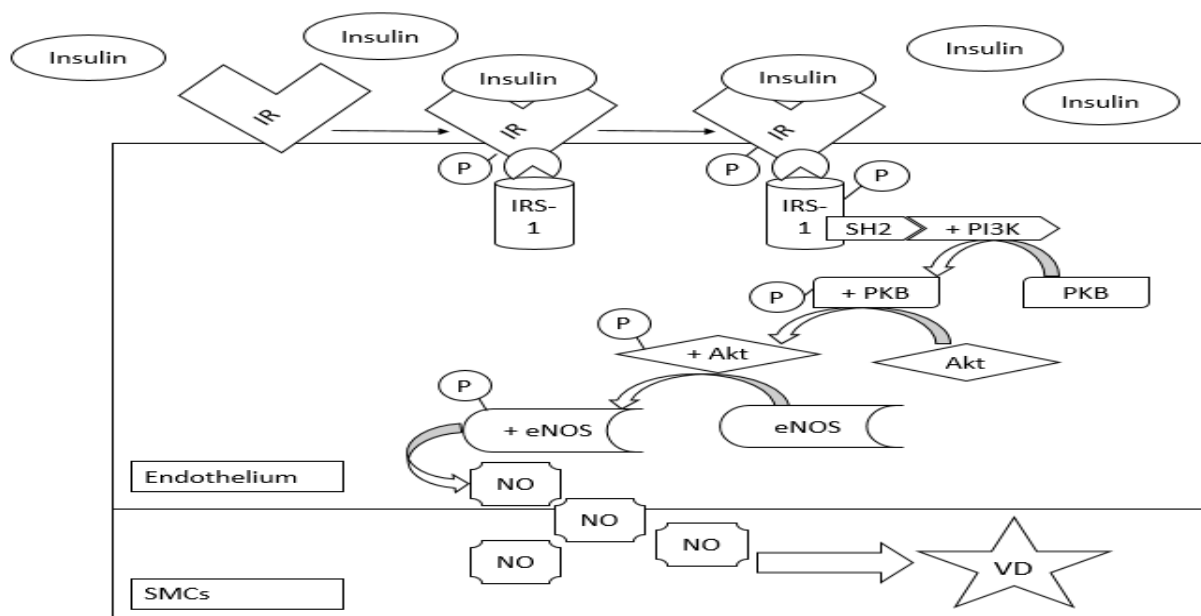 Insulin
Insulin
Insulin
Insulin
Insulin
Insulin
IR
IR
IR
P
P
P
IRS-
1
IRS-
1
SH2
+ PI3K
P
+ PKB
PKB
P
+ Akt
Akt
P
+ eNOS
eNOS
Endothelium
NO
NO
NO
NO
VD
SMCs